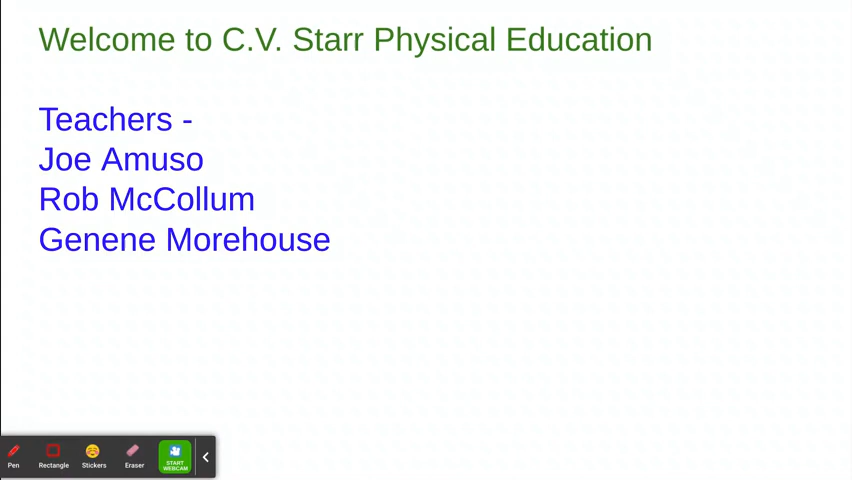 Welcome to C.V. Starr Physical Education
Teachers -
Joe Amuso
Rob McCollum
Genene Morehouse
Pen
Rectangle
Stickers
Eraser
START
WEBCAM